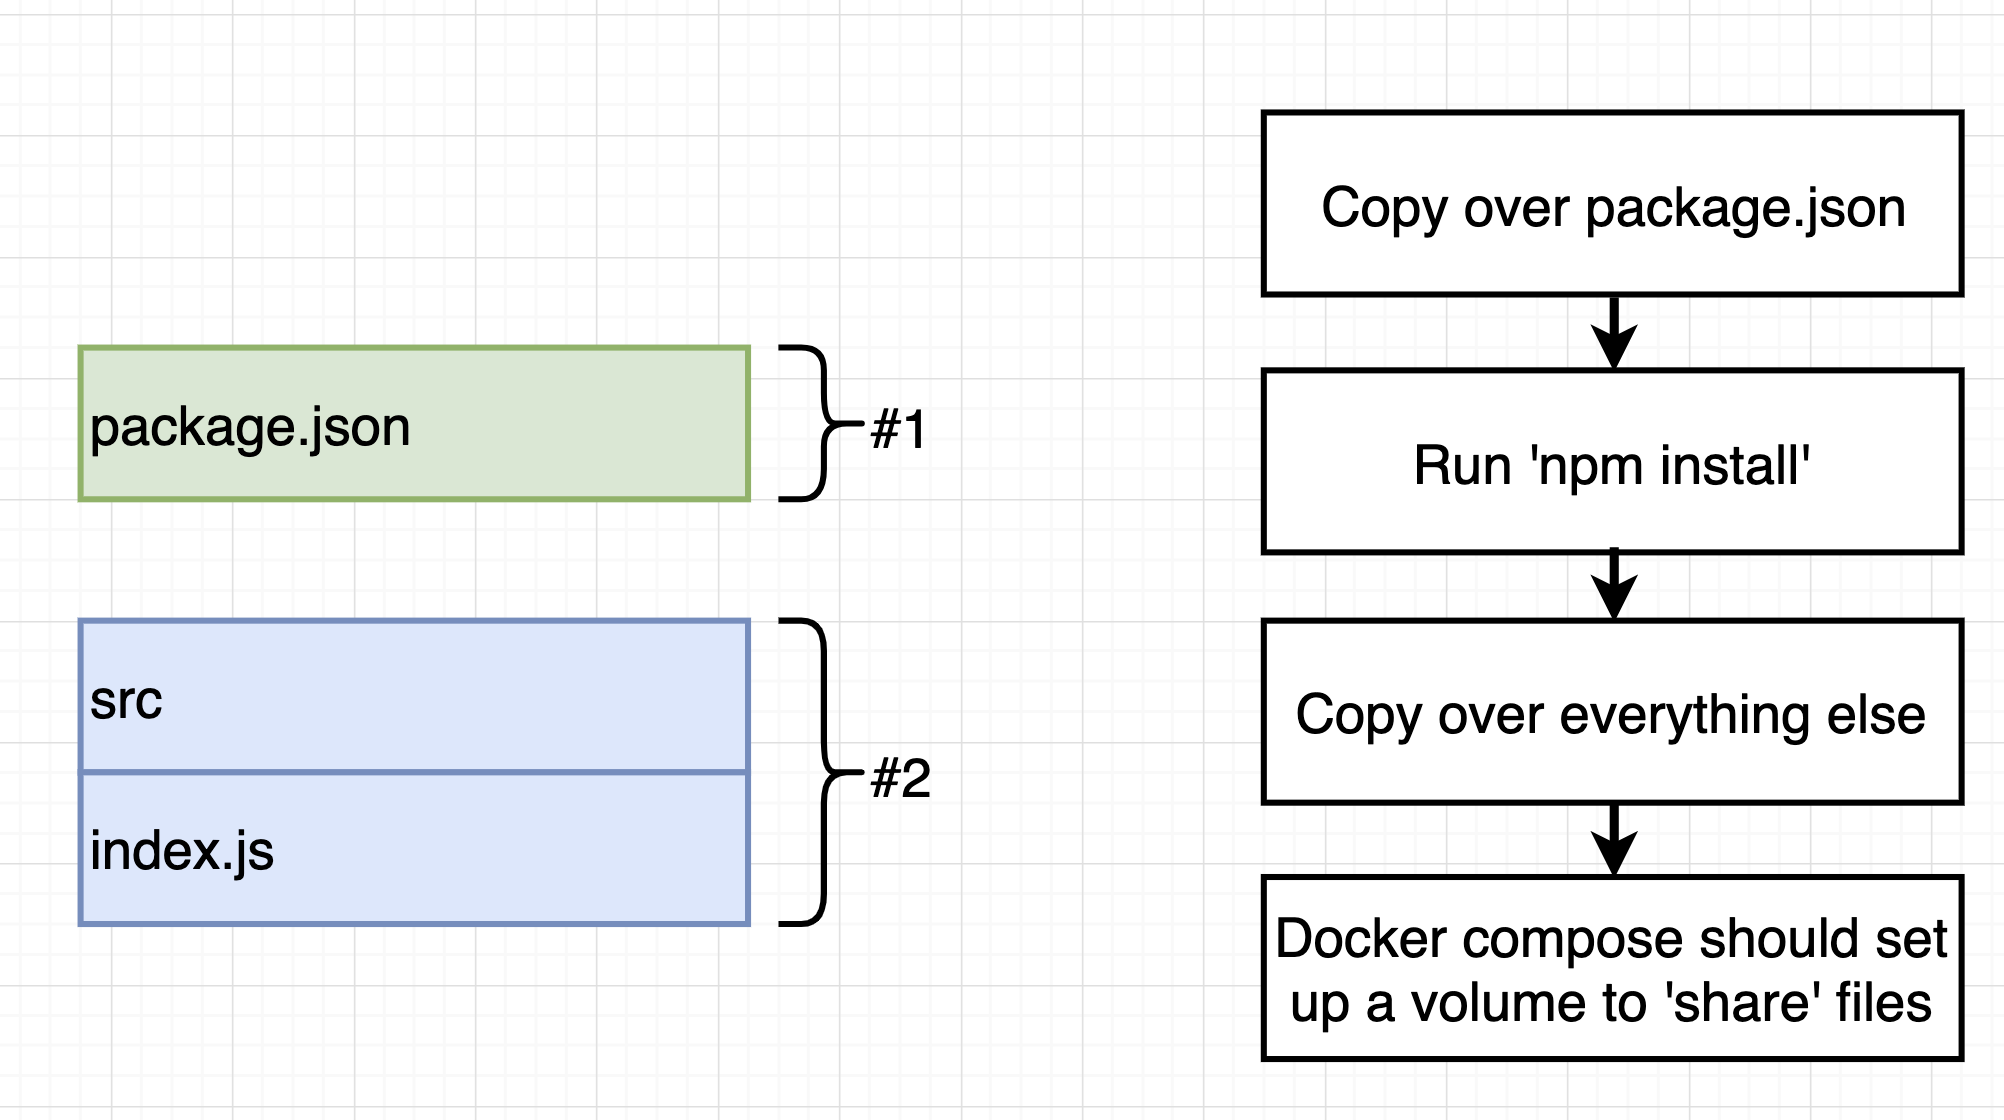 package.json
#1
src
index.js
#2
Copy over package.json
Run 'npm install'
Copy over everything else
Docker compose should set
up a volume to 'share' files